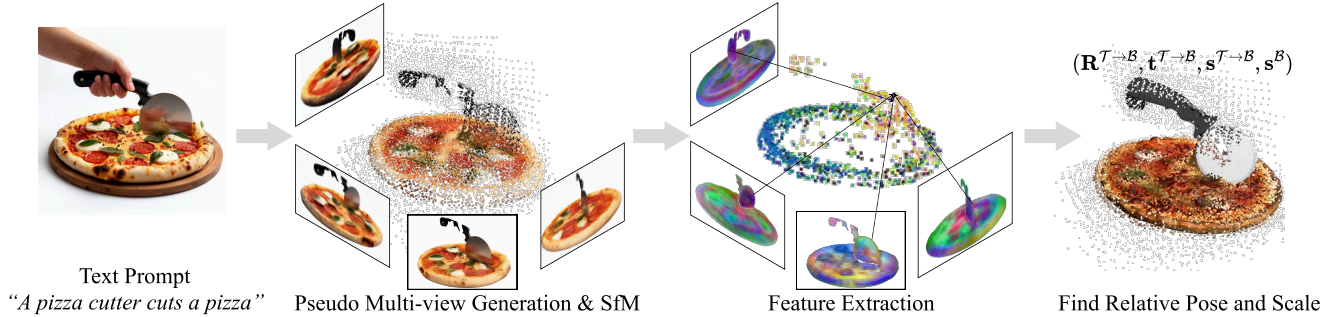 (R^{𝒯→ℬ}, t^{𝒯→ℬ}, s^{𝒯→ℬ}, s^ℬ)
Text Prompt
“A pizza cutter cuts a pizza”
Pseudo Multi-view Generation & SfM
Feature Extraction
Find Relative Pose and Scale